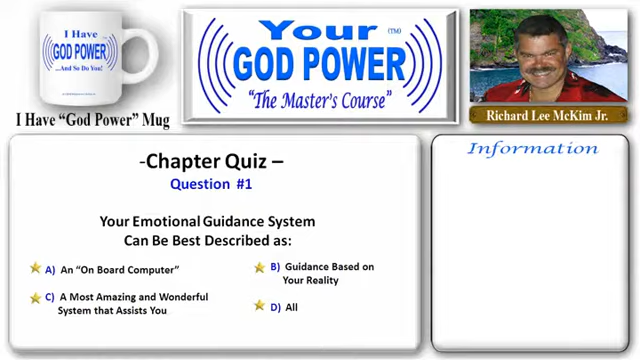 I Have
GOD POWER
...And So Do You!
I Have “God Power” Mug
Your (TM)
GOD POWER
“The Master’s Course”
Richard Lee McKim Jr.
-Chapter Quiz –
Question #1
Your Emotional Guidance System
Can Be Best Described as:
A) An “On Board Computer”
B) Guidance Based on
Your Reality
C) A Most Amazing and Wonderful
System that Assists You
D) All
Information